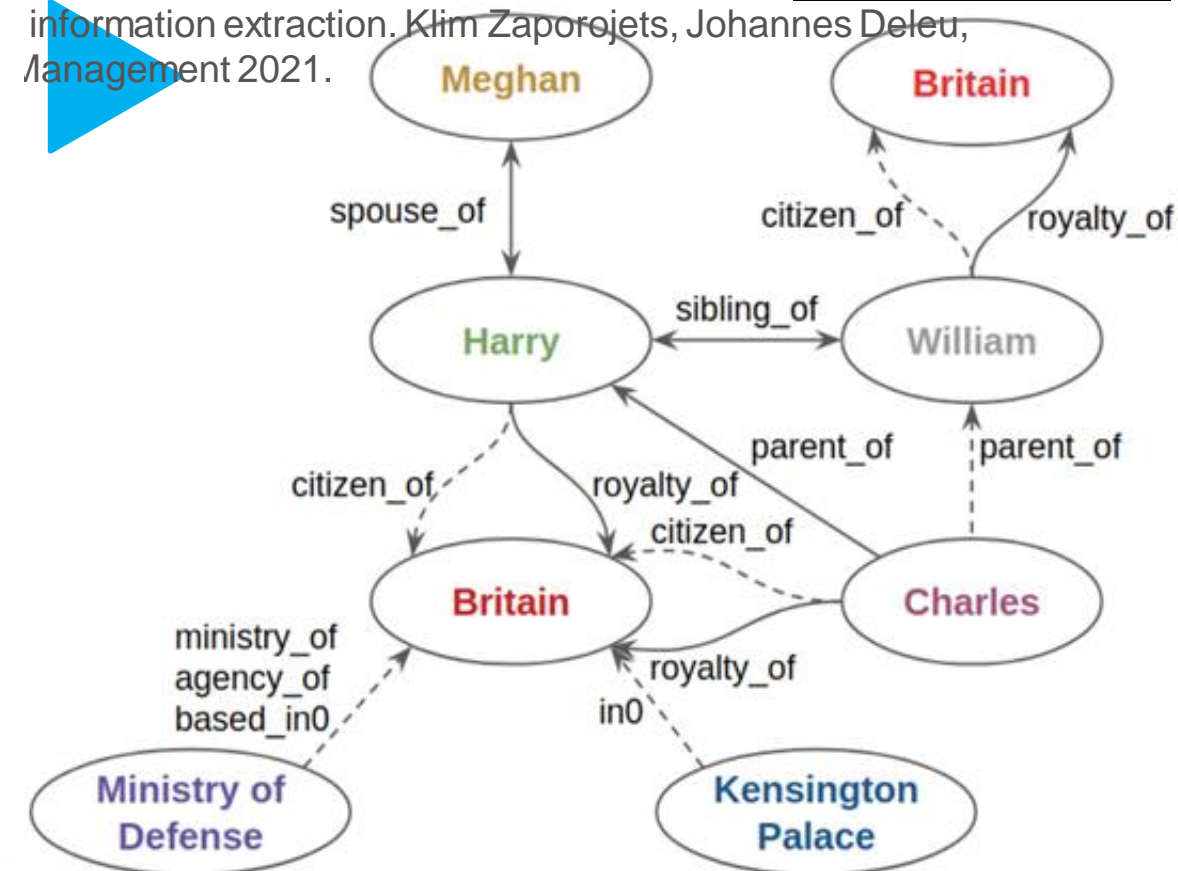 information extraction. Klim Zaporojets, Johannes Deleu,
Management 2021.
Meghan
Britain
spouse_of
citizen_of
royalty_of
sibling_of
Harry
William
parent_of
parent_of
citizen_of
royalty_of
citizen_of
Britain
Charles
ministry_of
agency_of
based_in0
royalty_of
in0
Ministry of
Defense
Kensington
Palace